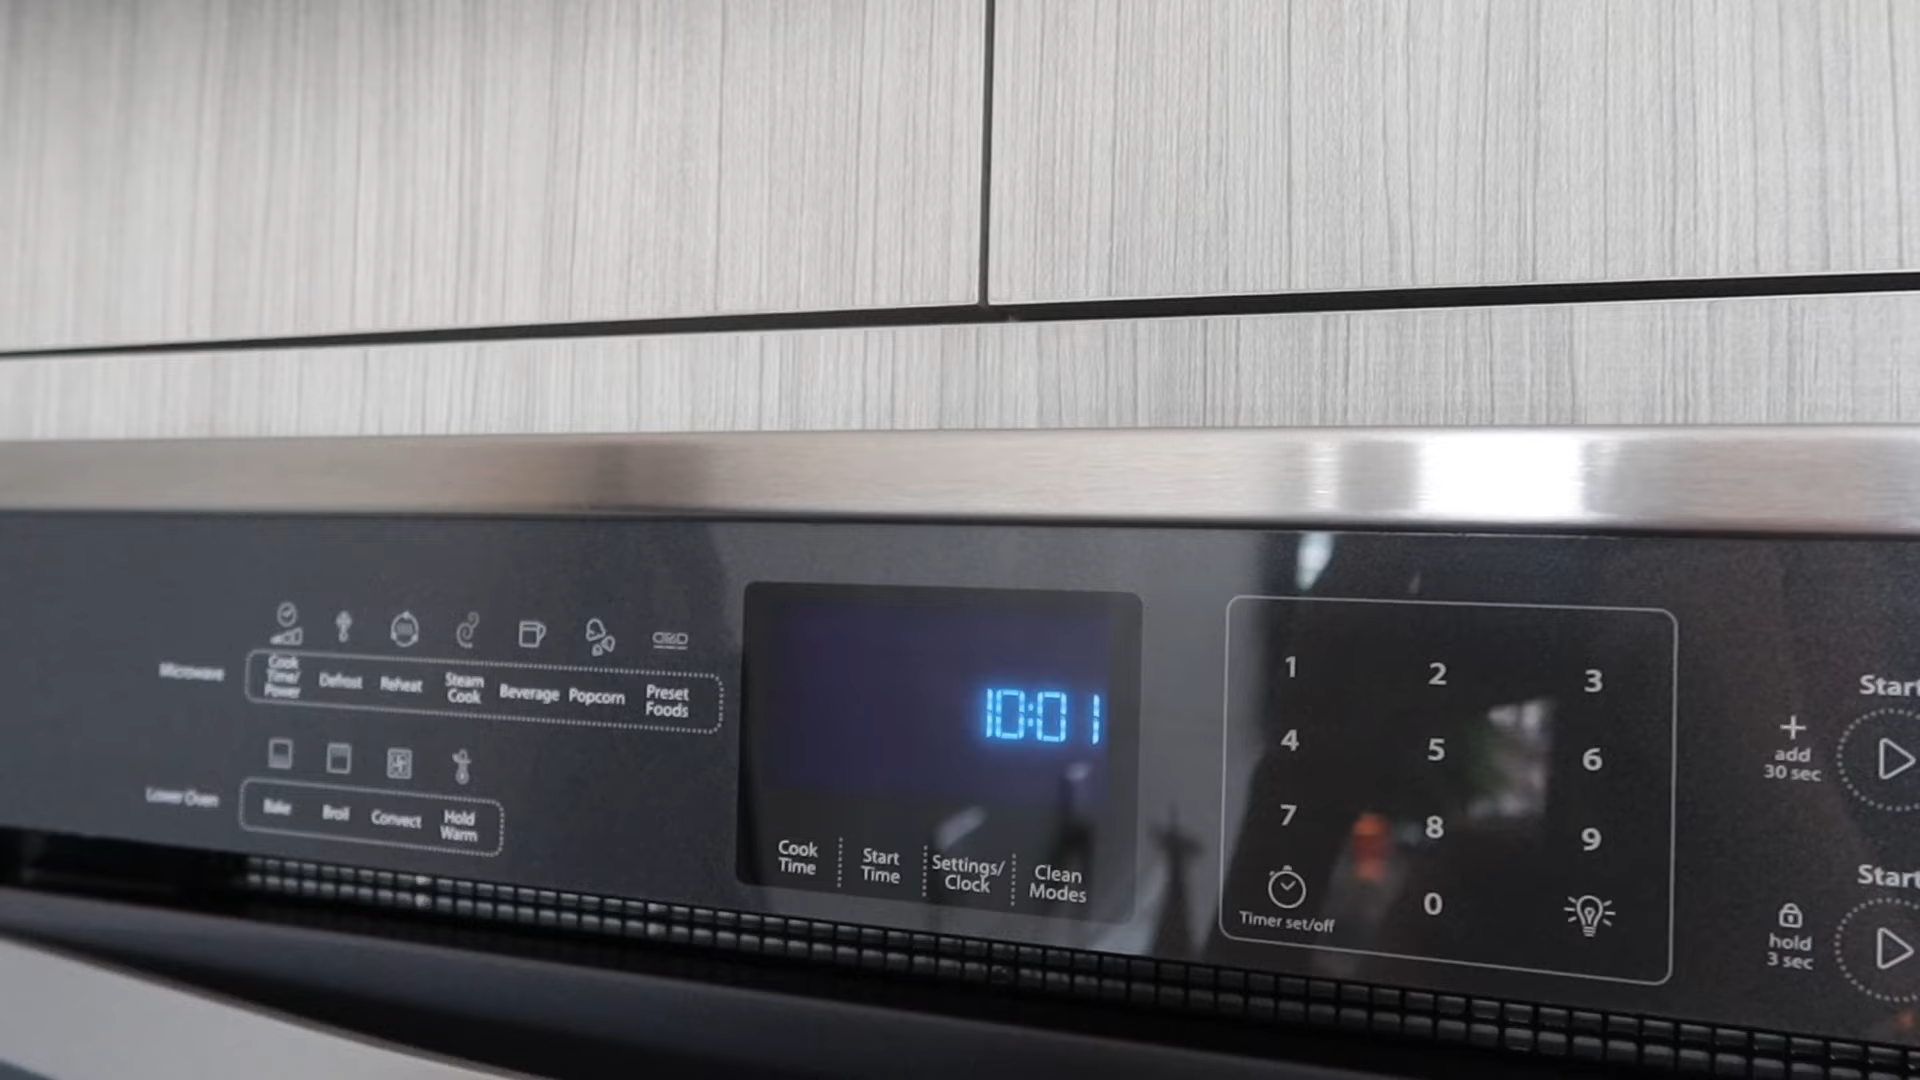 Microwave
Cook
Time/
Power
Defrost
Reheat
Steam
Cook
Beverage
Popcorn
Preset
Foods
Lower Oven
Bake
Broil
Convect
Hold
Warm
10:01
Cook
Time
Start
Time
Settings/
Clock
Clean
Modes
1 2 3
4 5 6
7 8 9
0
Timer set/off
Start
+
add
30 sec
Start
hold
3 sec